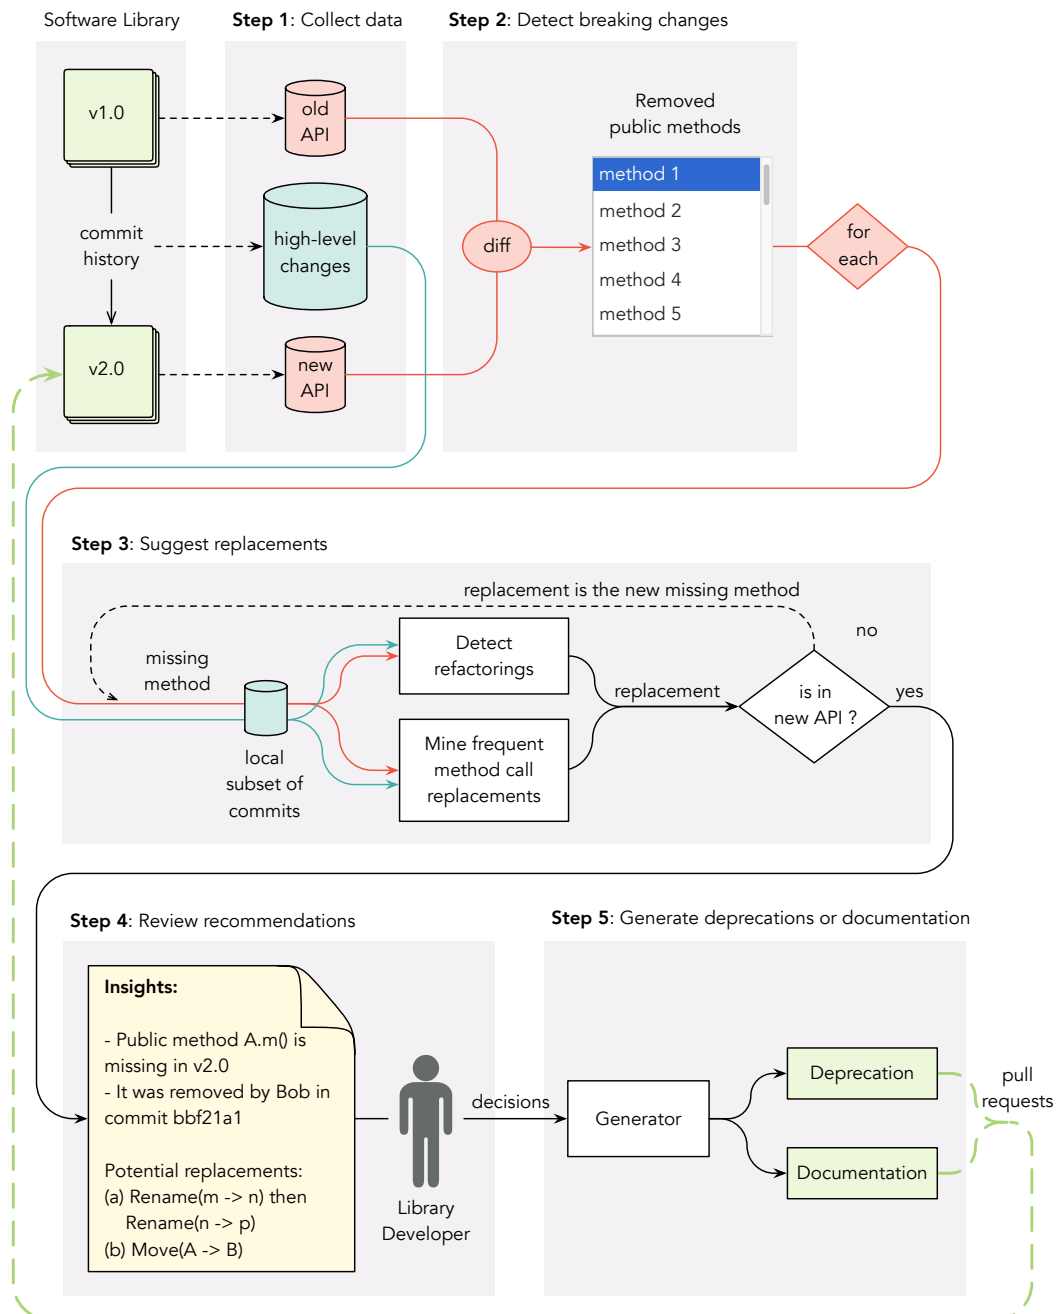 Software Library
Step 1: Collect data
Step 2: Detect breaking changes
v1.0
old
API
Removed
public methods
method 1
method 2
method 3
method 4
method 5
commit
history
high-level
changes
diff
for
each
v2.0
new
API
Step 3: Suggest replacements
replacement is the new missing method
missing
method
Detect
refactorings
no
replacement
is in
new API ?
yes
local
subset of
commits
Mine frequent
method call
replacements
Step 4: Review recommendations
Step 5: Generate deprecations or documentation
Insights:
- Public method A.m() is
missing in v2.0
- It was removed by Bob in
commit bbf21a1
Potential replacements:
(a) Rename(m -> n) then
Rename(n -> p)
(b) Move(A -> B)
Library
Developer
decisions
Generator
Deprecation
Documentation
pull
requests